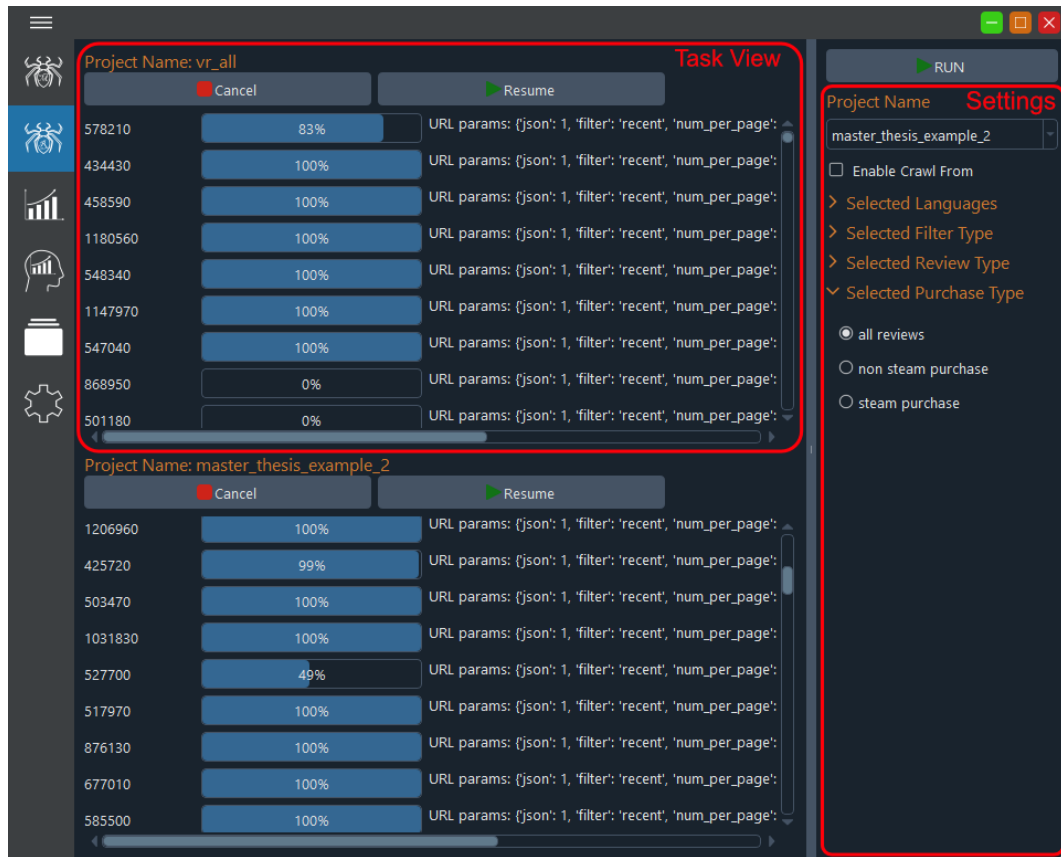 Project Name: vr_all
Task View
Cancel
Resume
578210 83% URL params: {'json': 1, 'filter': 'recent', 'num_per_page':
434430 100% URL params: {'json': 1, 'filter': 'recent', 'num_per_page':
458590 100% URL params: {'json': 1, 'filter': 'recent', 'num_per_page':
1180560 100% URL params: {'json': 1, 'filter': 'recent', 'num_per_page':
548340 100% URL params: {'json': 1, 'filter': 'recent', 'num_per_page':
1147970 100% URL params: {'json': 1, 'filter': 'recent', 'num_per_page':
547040 100% URL params: {'json': 1, 'filter': 'recent', 'num_per_page':
868950 0% URL params: {'json': 1, 'filter': 'recent', 'num_per_page':
501180 0% URL params: {'json': 1, 'filter': 'recent', 'num_per_page':
Project Name: master_thesis_example_2
Cancel
Resume
1206960 100% URL params: {'json': 1, 'filter': 'recent', 'num_per_page':
425720 99% URL params: {'json': 1, 'filter': 'recent', 'num_per_page':
503470 100% URL params: {'json': 1, 'filter': 'recent', 'num_per_page':
1031830 100% URL params: {'json': 1, 'filter': 'recent', 'num_per_page':
527700 49% URL params: {'json': 1, 'filter': 'recent', 'num_per_page':
517970 100% URL params: {'json': 1, 'filter': 'recent', 'num_per_page':
876130 100% URL params: {'json': 1, 'filter': 'recent', 'num_per_page':
677010 100% URL params: {'json': 1, 'filter': 'recent', 'num_per_page':
585500 100% URL params: {'json': 1, 'filter': 'recent', 'num_per_page':
RUN
Project Name
Settings
master_thesis_example_2
Enable Crawl From
Selected Languages
Selected Filter Type
Selected Review Type
Selected Purchase Type
all reviews
non steam purchase
steam purchase